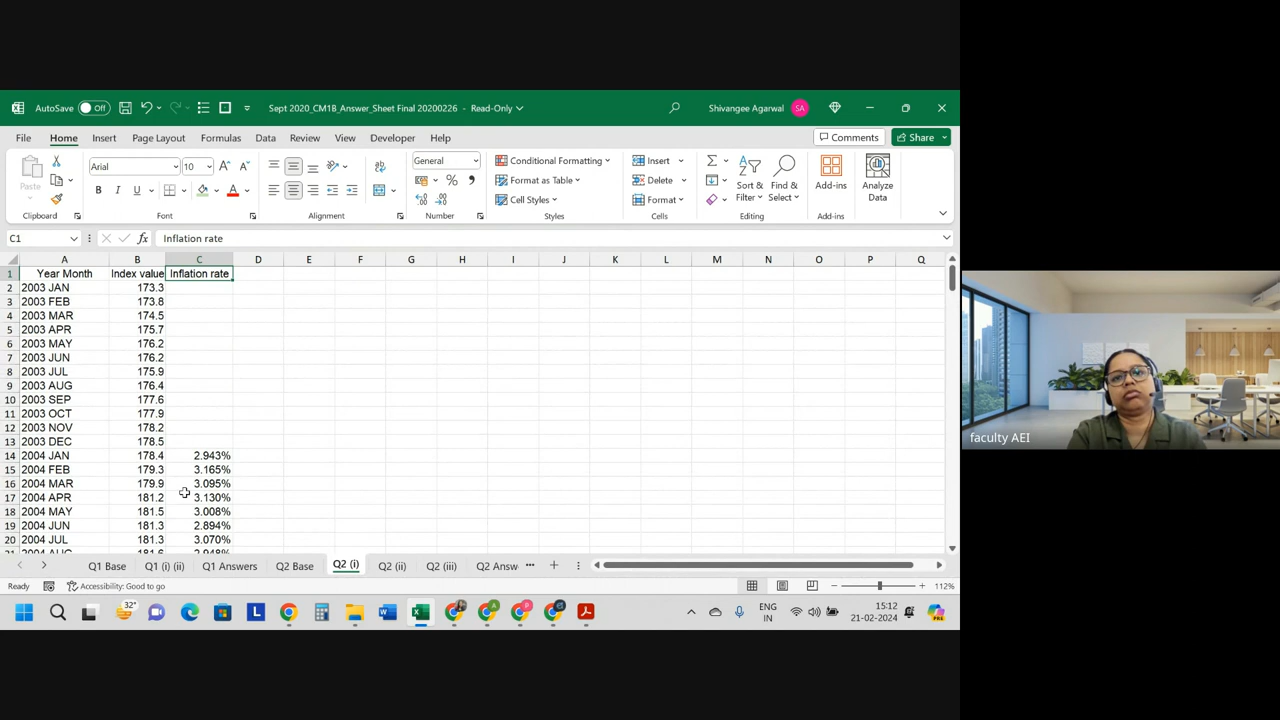 AutoSave Off Sept 2020_CM1B_Answer_Sheet Final 20200226 - Read-Only Shivangee Agarwal SA
File Home Insert Page Layout Formulas Data Review View Developer Help Comments Share
Paste Arial 10 General Conditional Formatting Format as Table Cell Styles Insert Delete Format Sort & Filter Find & Select Add-ins Analyze Data
Clipboard Font Alignment Number Styles Cells Editing Add-ins
C1 fx Inflation rate
A B C D E F G H I J K L M N O P Q
1 Year Month Index value Inflation rate
2 2003 JAN 173.3
3 2003 FEB 173.8
4 2003 MAR 174.5
5 2003 APR 175.7
6 2003 MAY 176.2
7 2003 JUN 176.2
8 2003 JUL 175.9
9 2003 AUG 176.4
10 2003 SEP 177.6
11 2003 OCT 177.9
12 2003 NOV 178.2
13 2003 DEC 178.5
14 2004 JAN 178.4 2.943%
15 2004 FEB 179.3 3.165%
16 2004 MAR 179.9 3.095%
17 2004 APR 181.2 3.130%
18 2004 MAY 181.5 3.008%
19 2004 JUN 181.3 2.894%
20 2004 JUL 181.3 3.070%
21 2004 AUG 181.6 2.948%
Q1 Base Q1 (i) (ii) Q1 Answers Q2 Base Q2 (i) Q2 (ii) Q2 (iii) Q2 Answ ...
Ready Accessibility: Good to go 112%
32° ENG IN 15:12 21-02-2024
faculty AEI